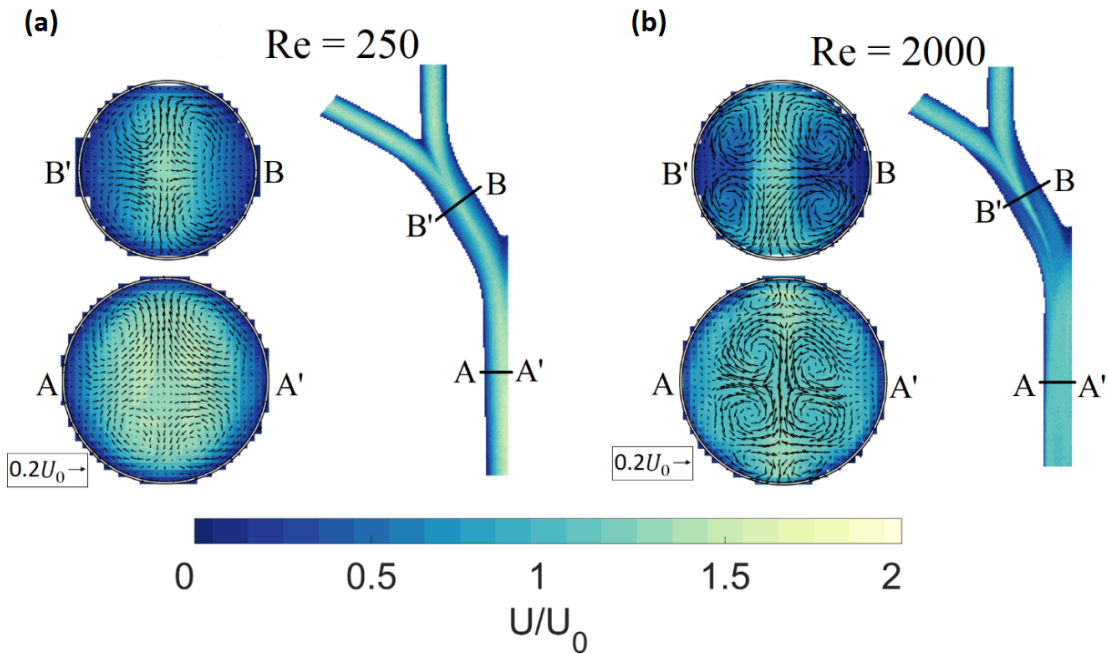 (a)
Re = 250
B'
B
B
B'
A
A'
A
A'
0.2U₀→
(b)
Re = 2000
B'
B
B
B'
A
A'
A
A'
0.2U₀→
0
0.5
1
1.5
2
U/U₀